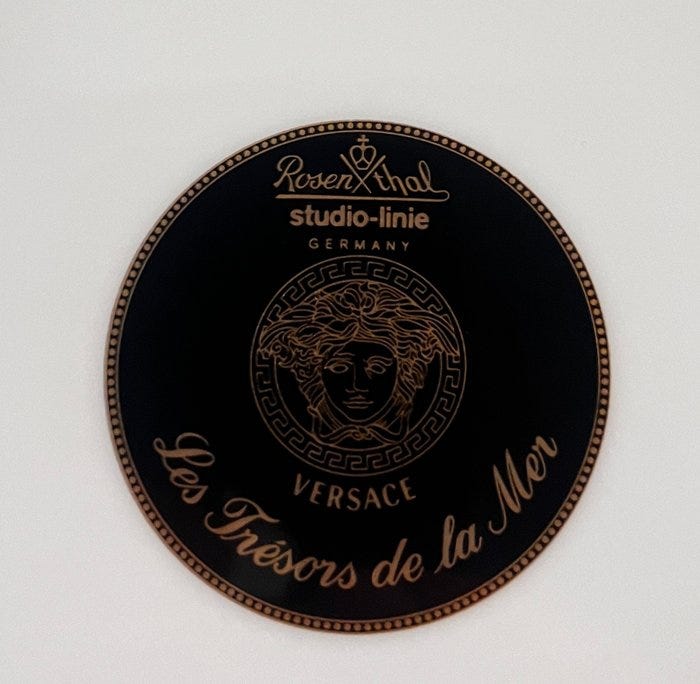 Rosenthal
studio-linie
GERMANY
VERSACE
Les Trésors de la Mer